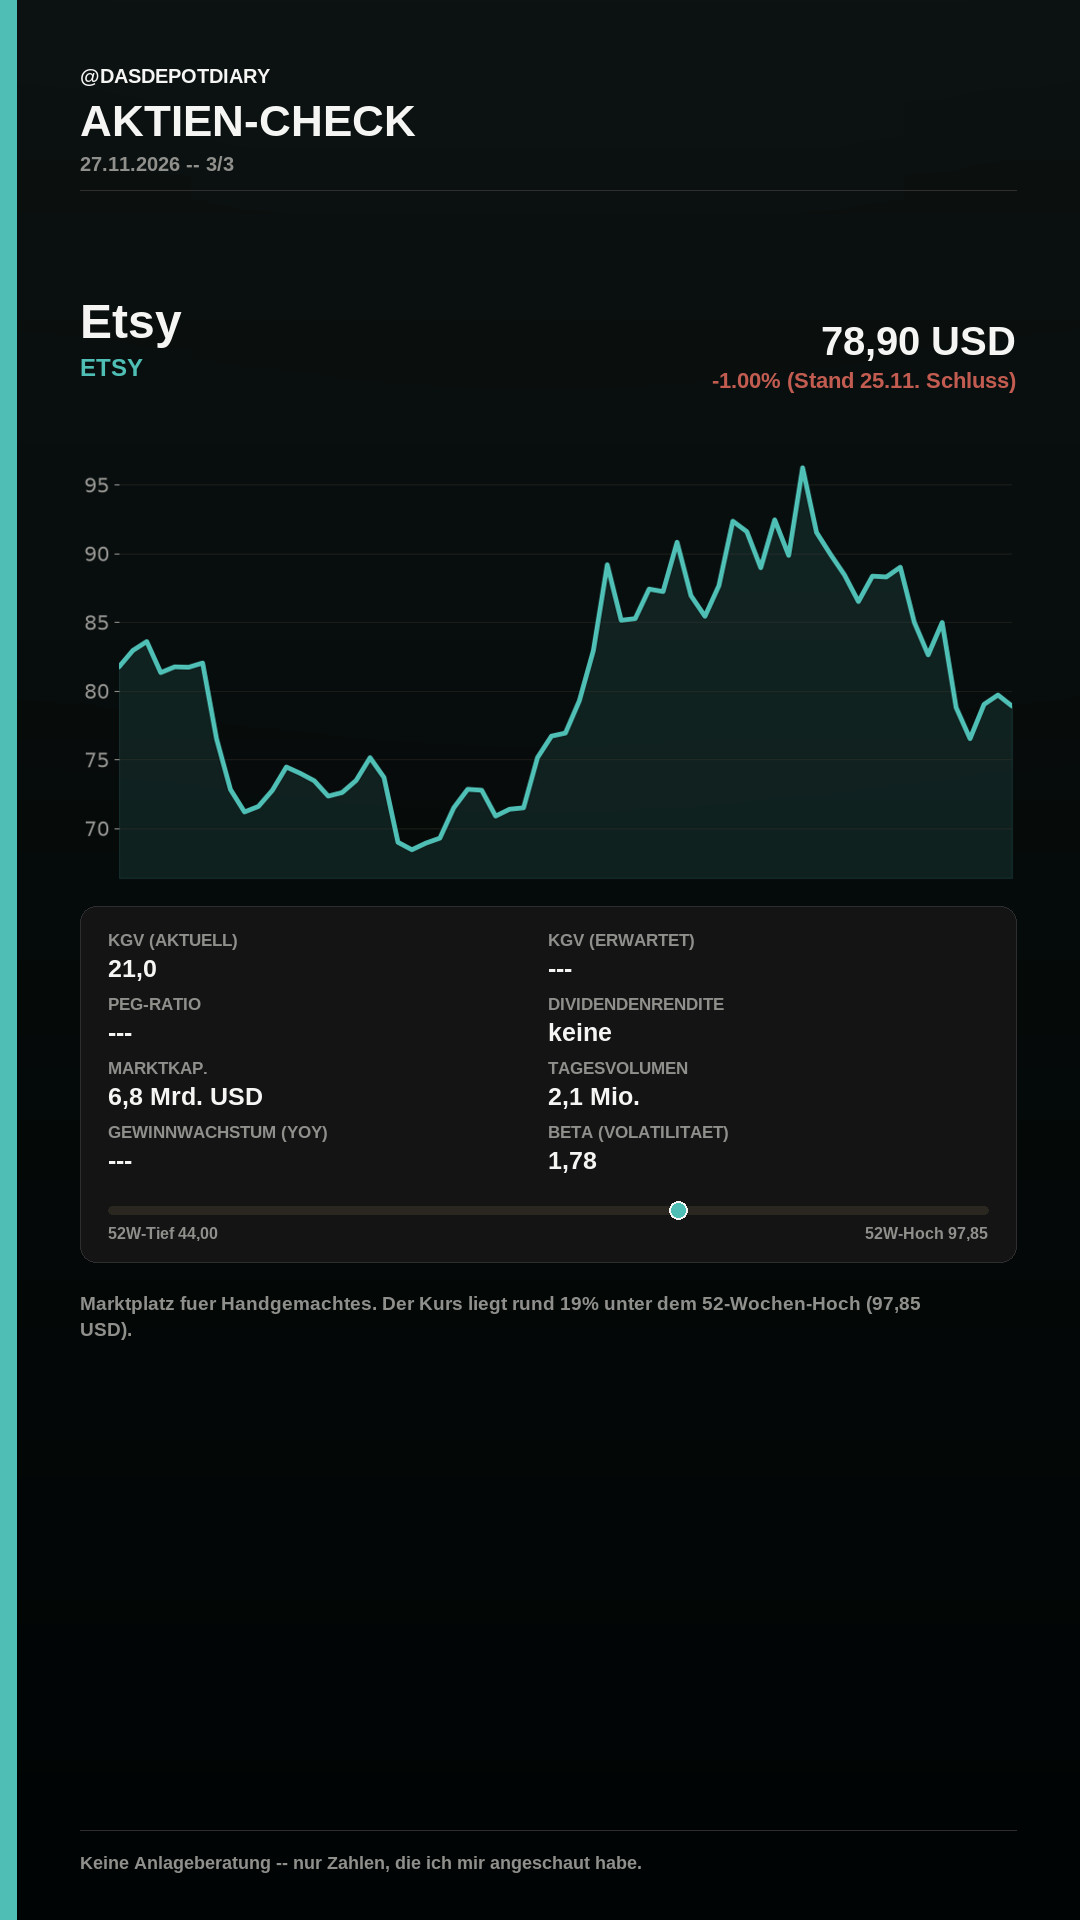 @DASDEPOTDIARY
AKTIEN-CHECK
27.11.2026 -- 3/3
Etsy
ETSY
78,90 USD
-1.00% (Stand 25.11. Schluss)
95
90
85
80
75
70
KGV (AKTUELL)
21,0
KGV (ERWARTET)
---
PEG-RATIO
---
DIVIDENDENRENDITE
keine
MARKTKAP.
6,8 Mrd. USD
TAGESVOLUMEN
2,1 Mio.
GEWINNWACHSTUM (YOY)
---
BETA (VOLATILITAET)
1,78
52W-Tief 44,00
52W-Hoch 97,85
Marktplatz fuer Handgemachtes. Der Kurs liegt rund 19% unter dem 52-Wochen-Hoch (97,85
USD).
Keine Anlageberatung -- nur Zahlen, die ich mir angeschaut habe.